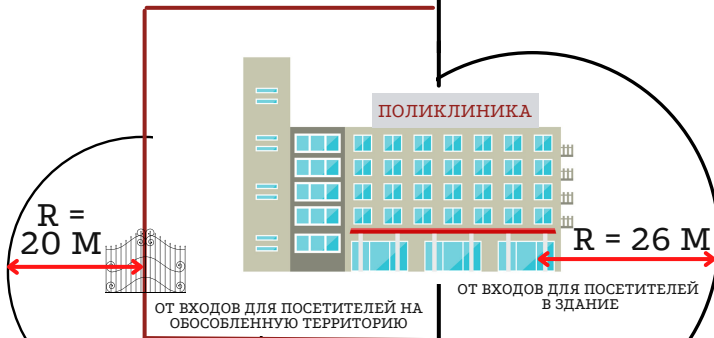 ПОЛИКЛИНИКА
R =
20 М
R = 26 М
ОТ ВХОДОВ ДЛЯ ПОСЕТИТЕЛЕЙ НА
ОБОСОБЛЕННУЮ ТЕРРИТОРИЮ
ОТ ВХОДОВ ДЛЯ ПОСЕТИТЕЛЕЙ
В ЗДАНИЕ